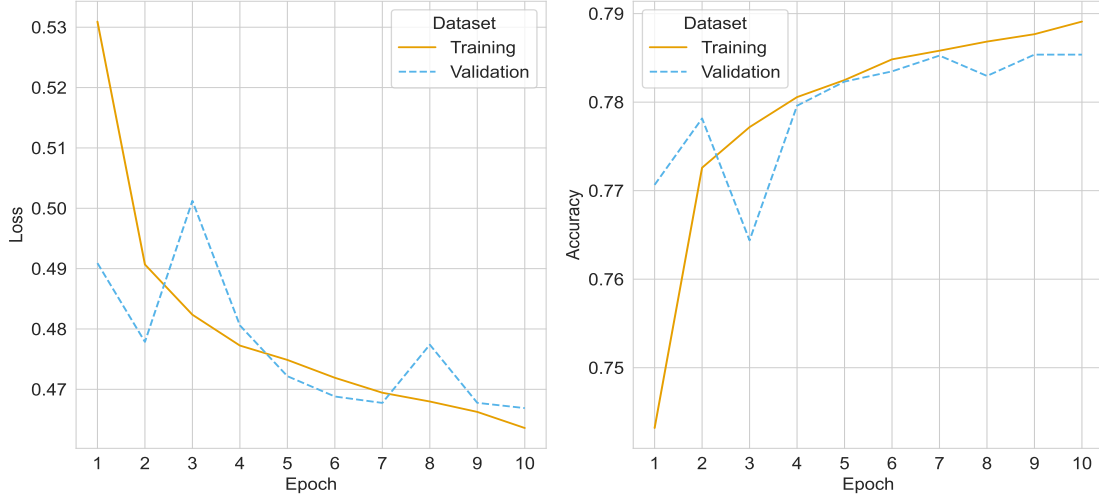 Loss
0.53
0.52
0.51
0.50
0.49
0.48
0.47
Dataset
Training
Validation
1 2 3 4 5 6 7 8 9 10
Epoch
Accuracy
0.79
0.78
0.77
0.76
0.75
Dataset
Training
Validation
1 2 3 4 5 6 7 8 9 10
Epoch